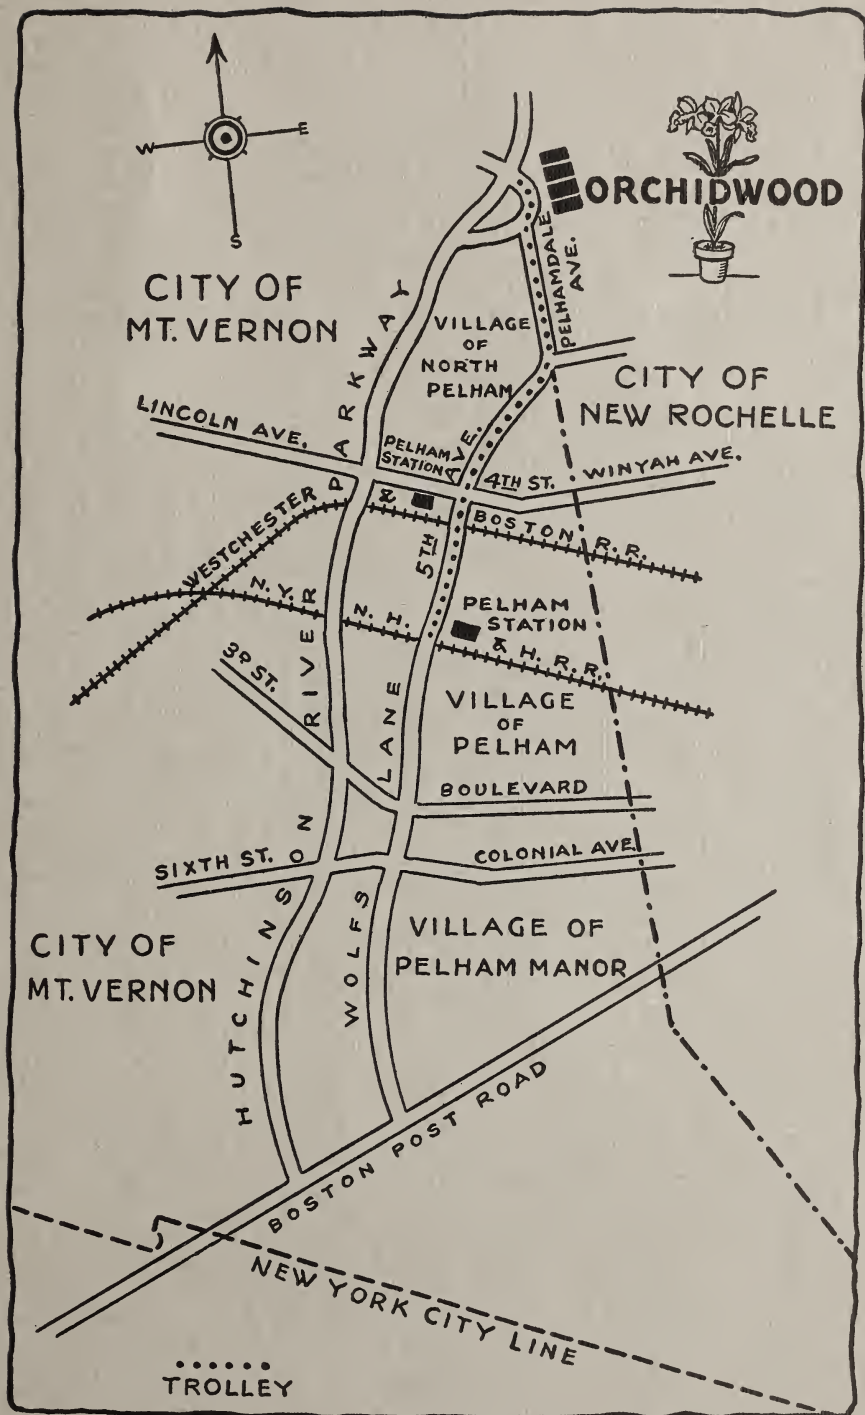 W E
S
ORCHIDWOOD
PELHAMDALE
AVE.
CITY OF
MT. VERNON
VILLAGE
OF
NORTH
PELHAM
CITY OF
NEW ROCHELLE
LINCOLN AVE.
PELHAM
STATION
4TH ST.
WINYAH AVE.
5TH AVE.
WESTCHESTER & BOSTON R. R.
N.Y. N. H. & H. R. R.
PELHAM
STATION
3D ST.
VILLAGE
OF
PELHAM
BOULEVARD
SIXTH ST.
COLONIAL AVE.
CITY OF
MT. VERNON
VILLAGE OF
PELHAM MANOR
HUTCHINSON RIVER PARKWAY
WOLFS LANE
BOSTON POST ROAD
NEW YORK CITY LINE
TROLLEY